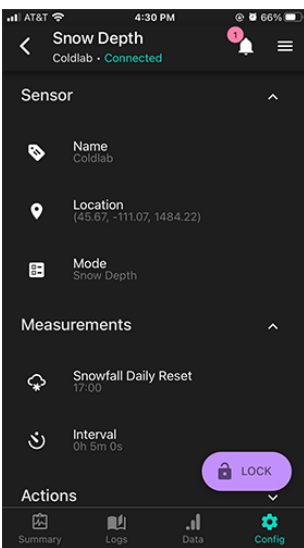 AT&T 4:30 PM 66%
Snow Depth
1
Coldlab • Connected
Sensor
Name
Coldlab
Location
(45.67, -111.07, 1484.22)
Mode
Snow Depth
Measurements
Snowfall Daily Reset
17:00
Interval
0h 5m 0s
LOCK
Actions
Summary Logs Data Config